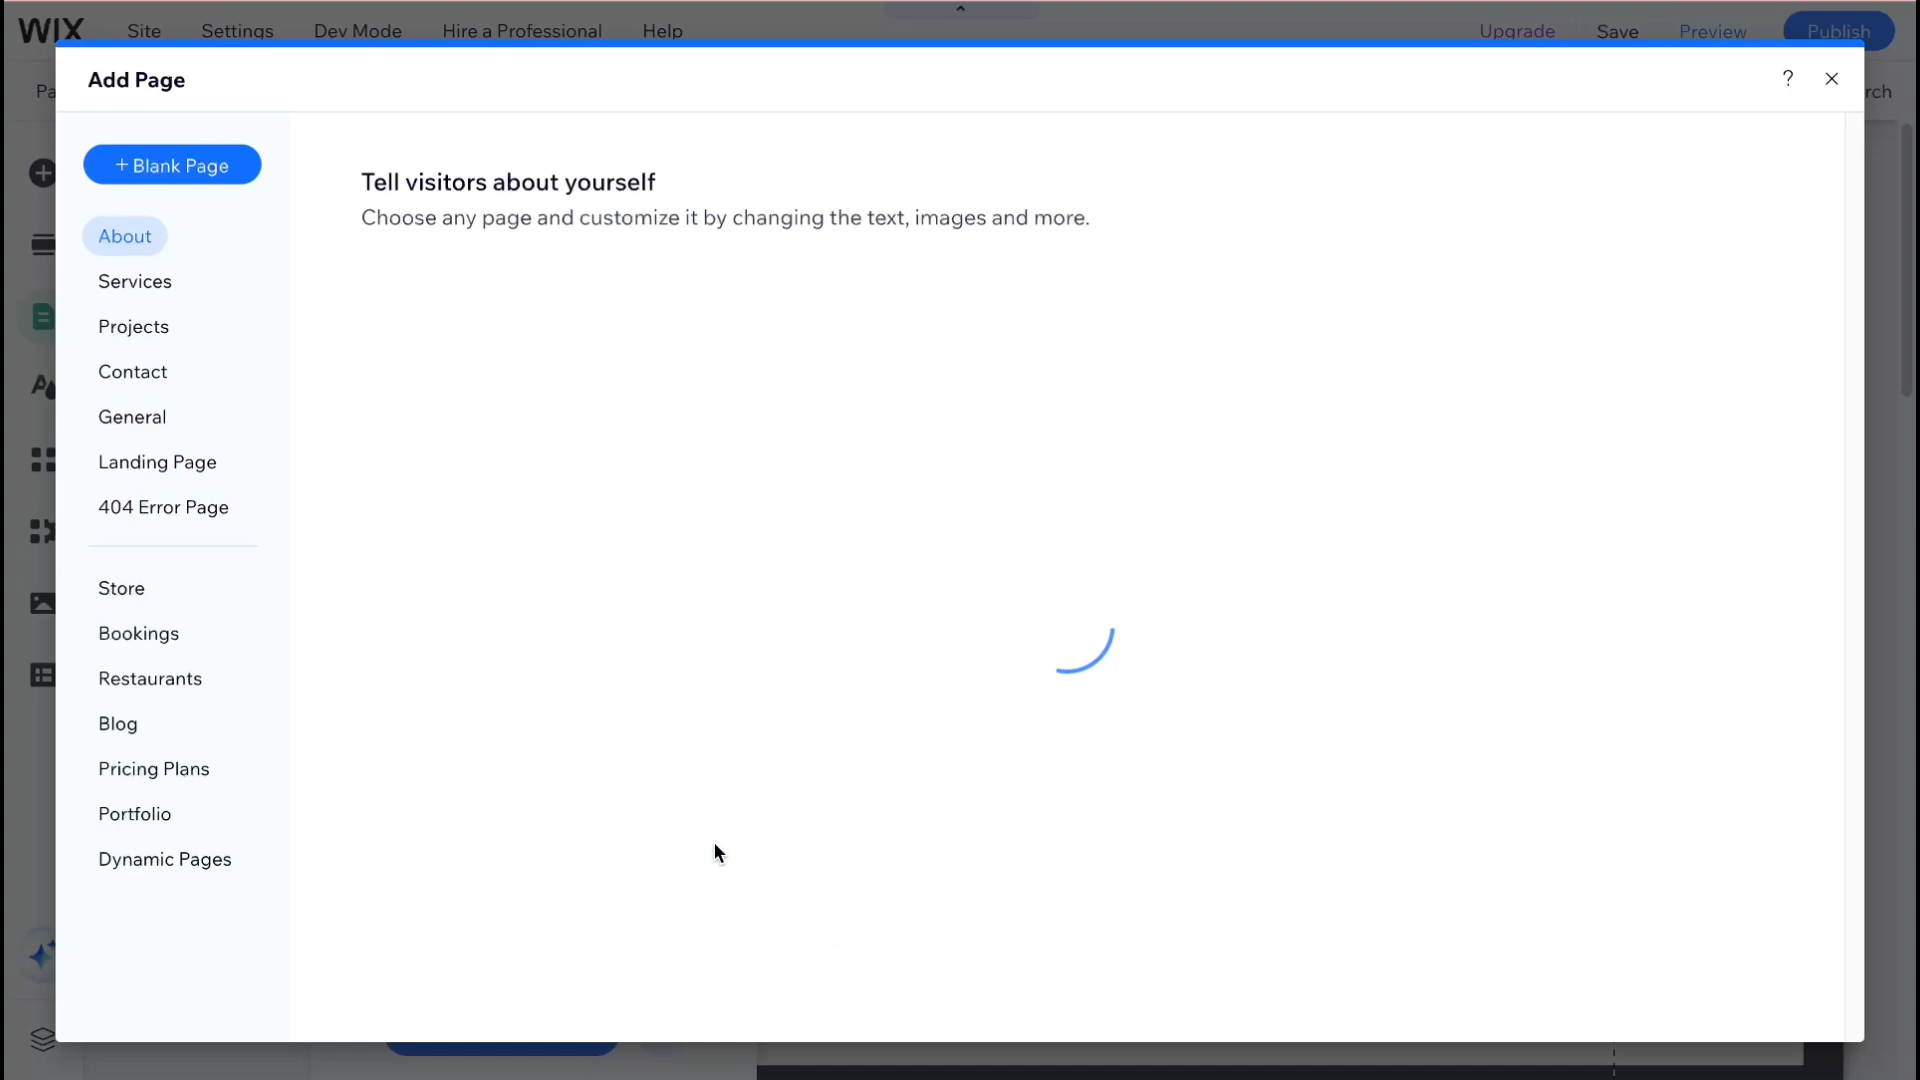 WIX Site Settings Dev Mode Hire a Professional Help Upgrade Save Preview Publish
Add Page ?
Pa
rch
+ Blank Page
About
Services
Projects
Contact
General
Landing Page
404 Error Page
Store
Bookings
Restaurants
Blog
Pricing Plans
Portfolio
Dynamic Pages
Tell visitors about yourself
Choose any page and customize it by changing the text, images and more.